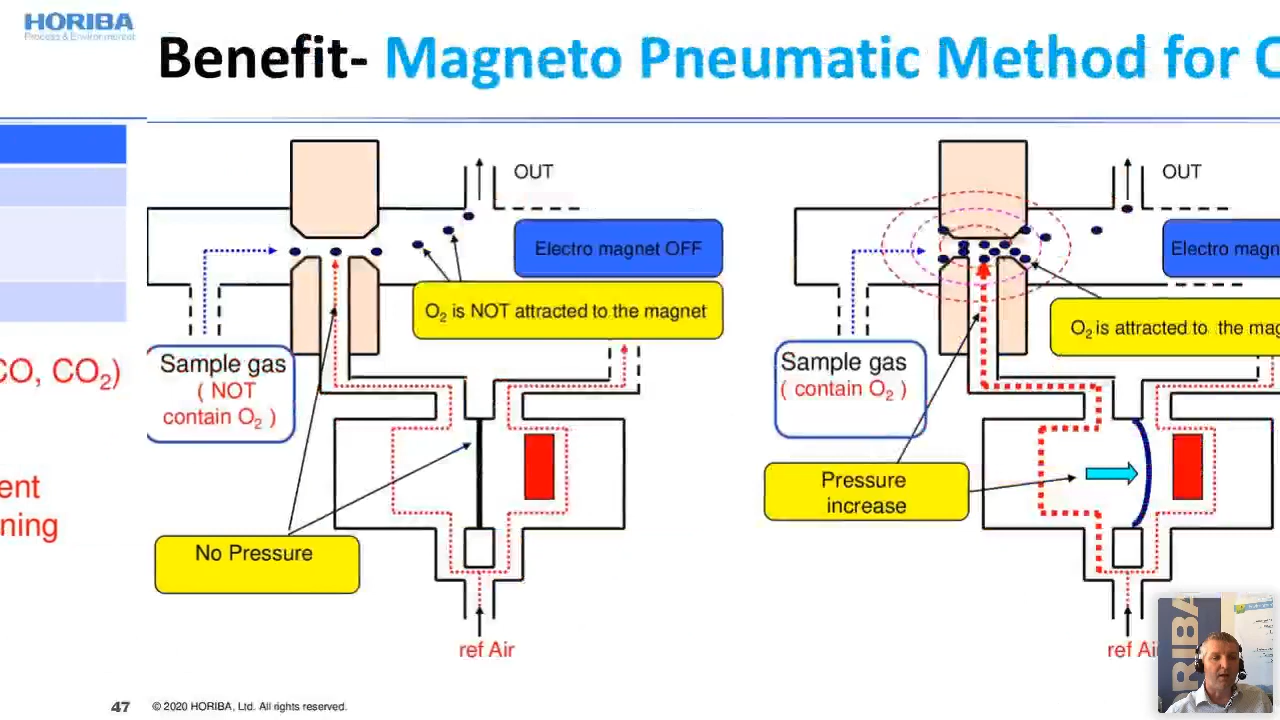 HORIBA
Process & Environmental
Benefit- Magneto Pneumatic Method for
OUT
OUT
Electro magnet OFF
Electro magn
O₂ is NOT attracted to the magnet
O₂ is attracted to the mag
CO, CO₂)
Sample gas
( NOT
contain O₂ )
Sample gas
( contain O₂ )
ent
ning
Pressure
increase
No Pressure
ref Air
ref Ai
RIBA
47
© 2020 HORIBA, Ltd. All rights reserved.